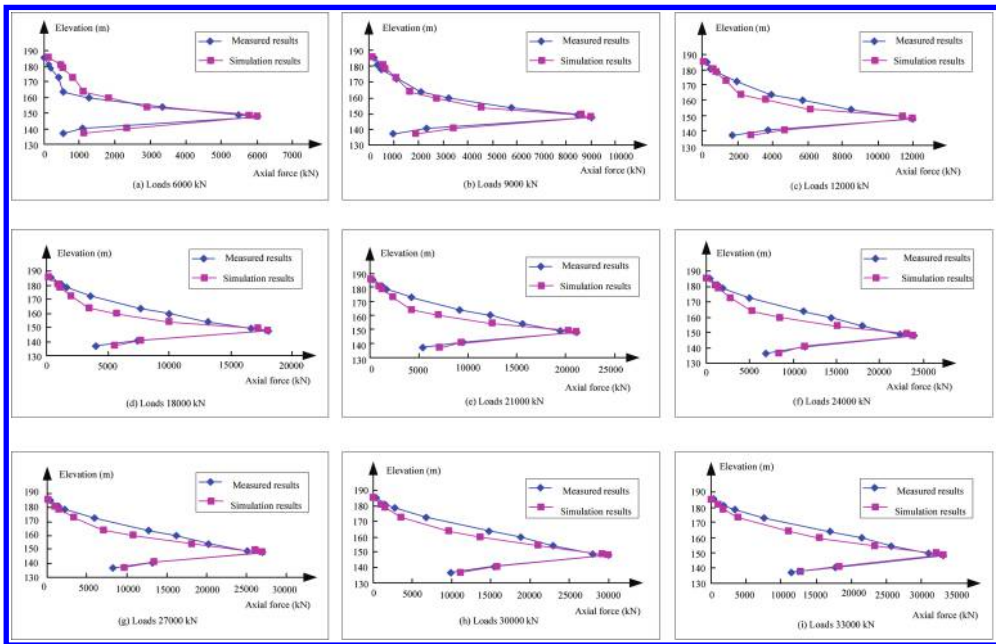 Elevation (m)
Measured results
Simulation results
190
180
170
160
150
140
130
0 1000 2000 3000 4000 5000 6000 7000
Axial force (kN)
(a) Loads 6000 kN
Elevation (m)
Measured results
Simulation results
190
180
170
160
150
140
130
0 1000 2000 3000 4000 5000 6000 7000 8000 9000 10000
Axial force (kN)
(b) Loads 9000 kN
Elevation (m)
Measured results
Simulation results
190
180
170
160
150
140
130
0 2000 4000 6000 8000 10000 12000
Axial force (kN)
(c) Loads 12000 kN
Elevation (m)
Measured results
Simulation results
190
180
170
160
150
140
130
0 5000 10000 15000 20000
Axial force (kN)
(d) Loads 18000 kN
Elevation (m)
Measured results
Simulation results
190
180
170
160
150
140
130
0 5000 10000 15000 20000 25000
Axial force (kN)
(e) Loads 21000 kN
Elevation (m)
Measured results
Simulation results
190
180
170
160
150
140
130
0 5000 10000 15000 20000 25000
Axial force (kN)
(f) Loads 24000 kN
Elevation (m)
Measured results
Simulation results
190
180
170
160
150
140
130
0 5000 10000 15000 20000 25000 30000
Axial force (kN)
(g) Loads 27000 kN
Elevation (m)
Measured results
Simulation results
190
180
170
160
150
140
130
0 5000 10000 15000 20000 25000 30000
Axial force (kN)
(h) Loads 30000 kN
Elevation (m)
Measured results
Simulation results
190
180
170
160
150
140
130
0 5000 10000 15000 20000 25000 30000 35000
Axial force (kN)
(i) Loads 33000 kN